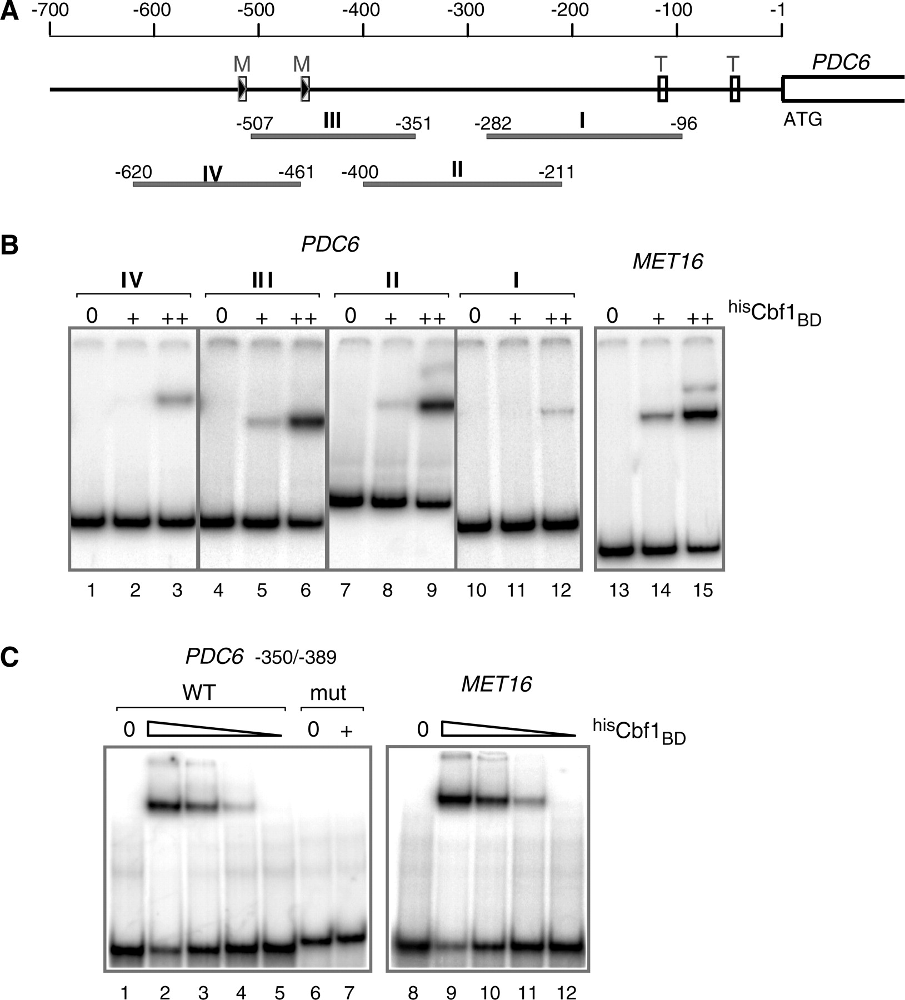 A
-700 -600 -500 -400 -300 -200 -100 -1
M M T T PDC6
ATG
-507 III -351 -282 I -96
-620 IV -461 -400 II -211
B
PDC6
MET16
IV III II I
0 + ++ 0 + ++ 0 + ++ 0 + ++ 0 + ++ hisCbf1BD
1 2 3 4 5 6 7 8 9 10 11 12 13 14 15
C
PDC6 -350/-389
MET16
WT mut
0 0 + 0 hisCbf1BD
1 2 3 4 5 6 7 8 9 10 11 12